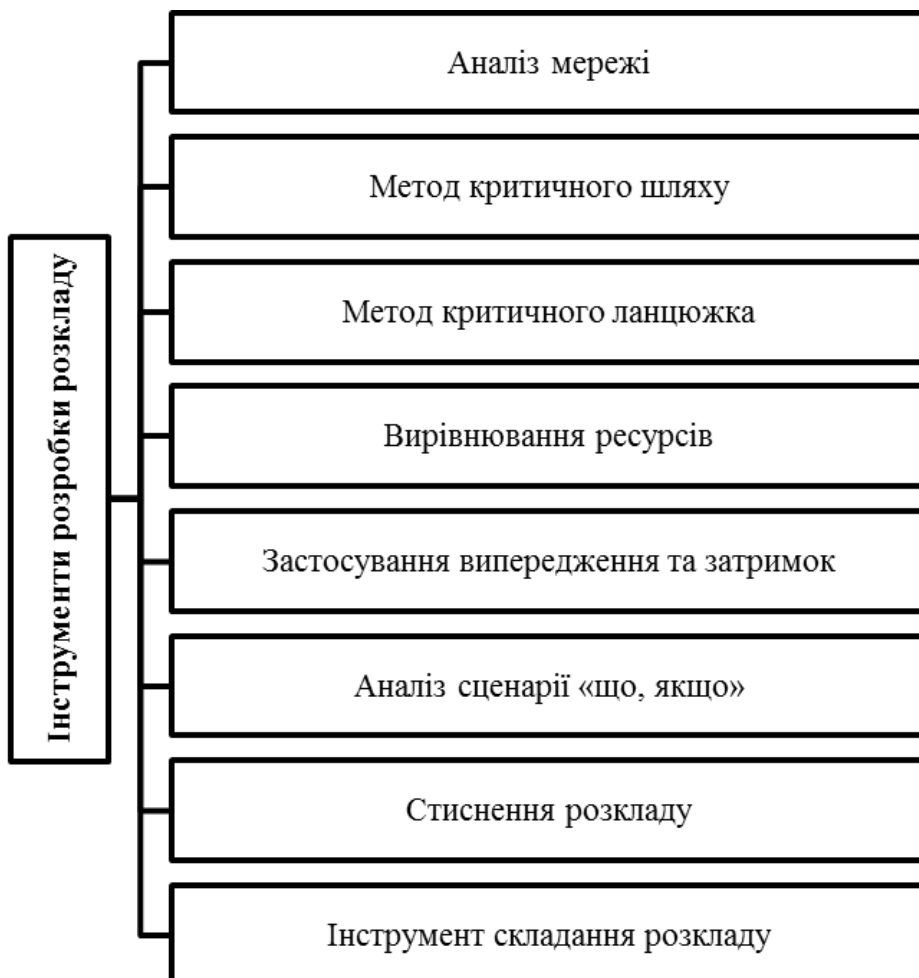 Інструменти розробки розкладу
Аналіз мережі
Метод критичного шляху
Метод критичного ланцюжка
Вирівнювання ресурсів
Застосування випередження та затримок
Аналіз сценарії «що, якщо»
Стиснення розкладу
Інструмент складання розкладу